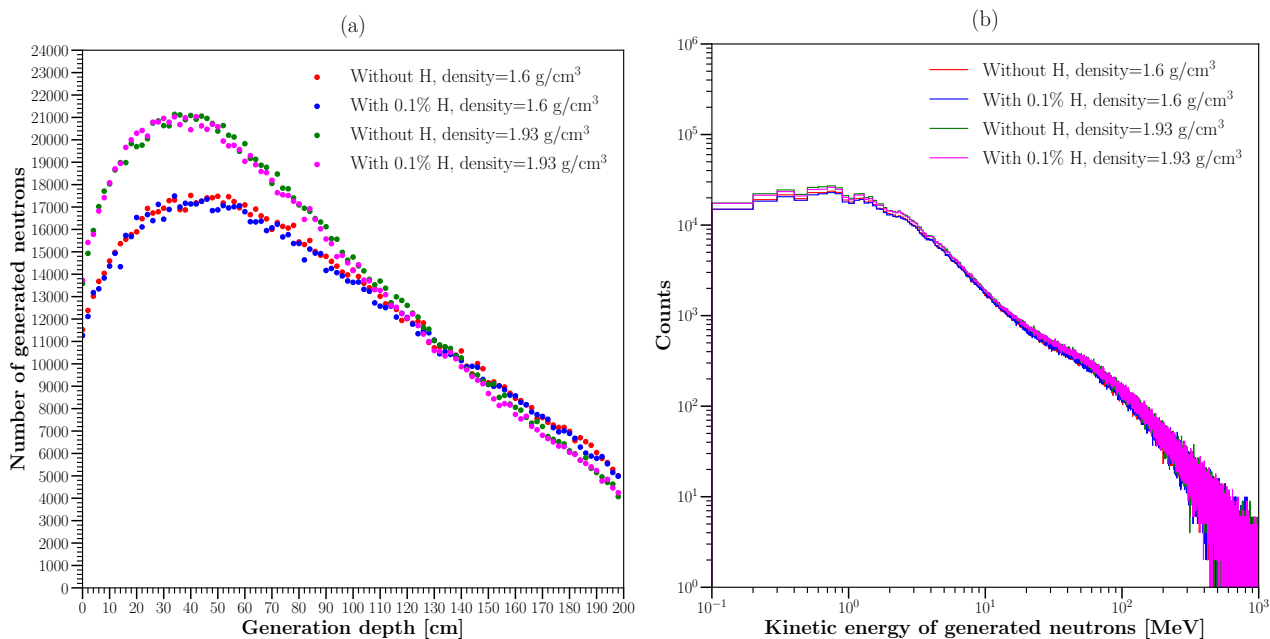 (a)
Number of generated neutrons
24000
23000
22000
21000
20000
19000
18000
17000
16000
15000
14000
13000
12000
11000
10000
9000
8000
7000
6000
5000
4000
3000
2000
1000
0
Without H, density=1.6 g/cm³
With 0.1% H, density=1.6 g/cm³
Without H, density=1.93 g/cm³
With 0.1% H, density=1.93 g/cm³
0 10 20 30 40 50 60 70 80 90 100 110 120 130 140 150 160 170 180 190 200
Generation depth [cm]
(b)
Counts
10⁶
10⁵
10⁴
10³
10²
10¹
10⁰
Without H, density=1.6 g/cm³
With 0.1% H, density=1.6 g/cm³
Without H, density=1.93 g/cm³
With 0.1% H, density=1.93 g/cm³
10⁻¹ 10⁰ 10¹ 10² 10³
Kinetic energy of generated neutrons [MeV]